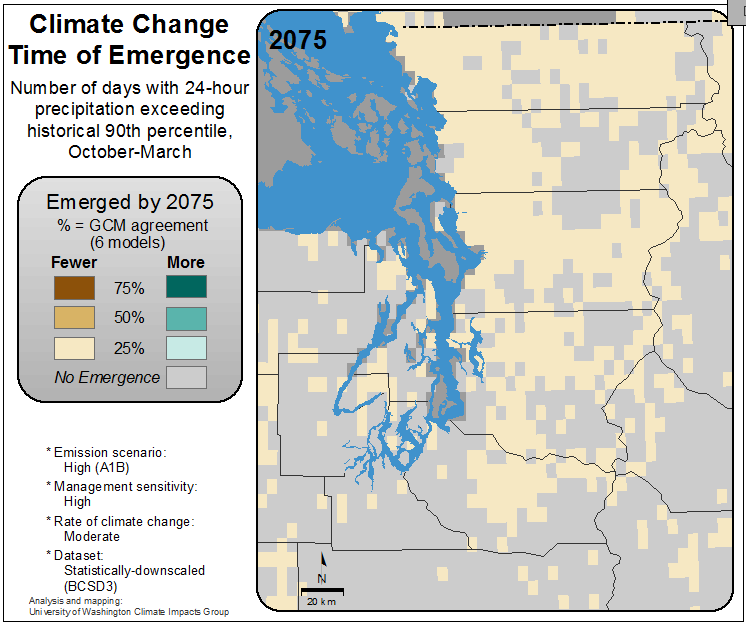 Climate Change
Time of Emergence
Number of days with 24-hour
precipitation exceeding
historical 90th percentile,
October-March
Emerged by 2075
% = GCM agreement
(6 models)
Fewer More
75%
50%
25%
No Emergence
* Emission scenario:
High (A1B)
* Management sensitivity:
High
* Rate of climate change:
Moderate
* Dataset:
Statistically-downscaled
(BCSD3)
Analysis and mapping:
University of Washington Climate Impacts Group
2075
N
20 km